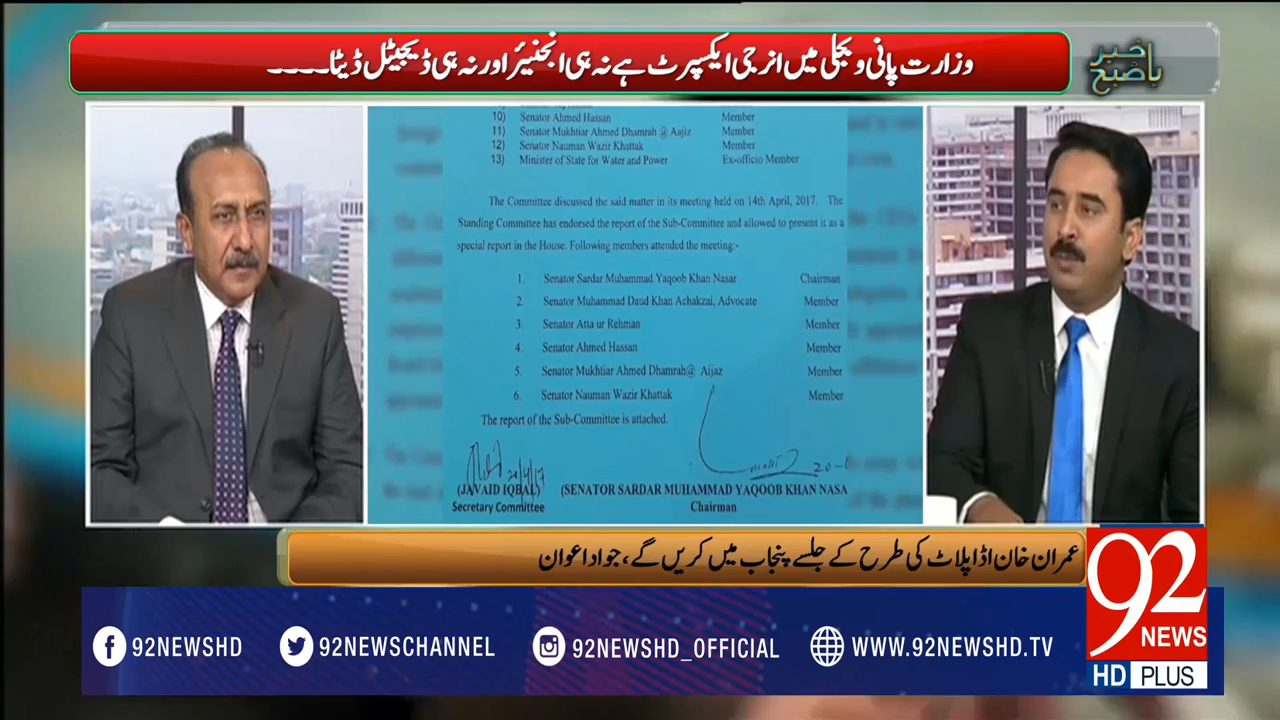 وزارت پانی و بجلی میں انرجی ایکسپرٹ ہے نہ ہی انجنیئر اور نہ ہی ڈیجیٹل ڈیٹا۔۔۔۔
خبر
باصبح
10) Senator Ahmed Hassan Member
11) Senator Mukhtiar Ahmed Dhamrah @ Aajiz Member
12) Senator Nauman Wazir Khattak Member
13) Minister of State for Water and Power Ex-officio Member
The Committee discussed the said matter in its meeting held on 14th April, 2017. The
Standing Committee has endorsed the report of the Sub-Committee and allowed to present it as a
special report in the House. Following members attended the meeting:-
1. Senator Sardar Muhammad Yaqoob Khan Nasar Chairman
2. Senator Muhammad Daud Khan Achakzai, Advocate Member
3. Senator Atta ur Rehman Member
4. Senator Ahmed Hassan Member
5. Senator Mukhtiar Ahmed Dhamrah@ Aijaz Member
6. Senator Nauman Wazir Khattak Member
The report of the Sub-Committee is attached.
(JAVAID IQBAL) (SENATOR SARDAR MUHAMMAD YAQOOB KHAN NASA
Secretary Committee Chairman
عمران خان اڈا پلاٹ کی طرح کے جلسے پنجاب میں کریں گے، جواد اعوان
92
NEWS
HD PLUS
92NEWSHD 92NEWSCHANNEL 92NEWSHD_OFFICIAL WWW.92NEWSHD.TV